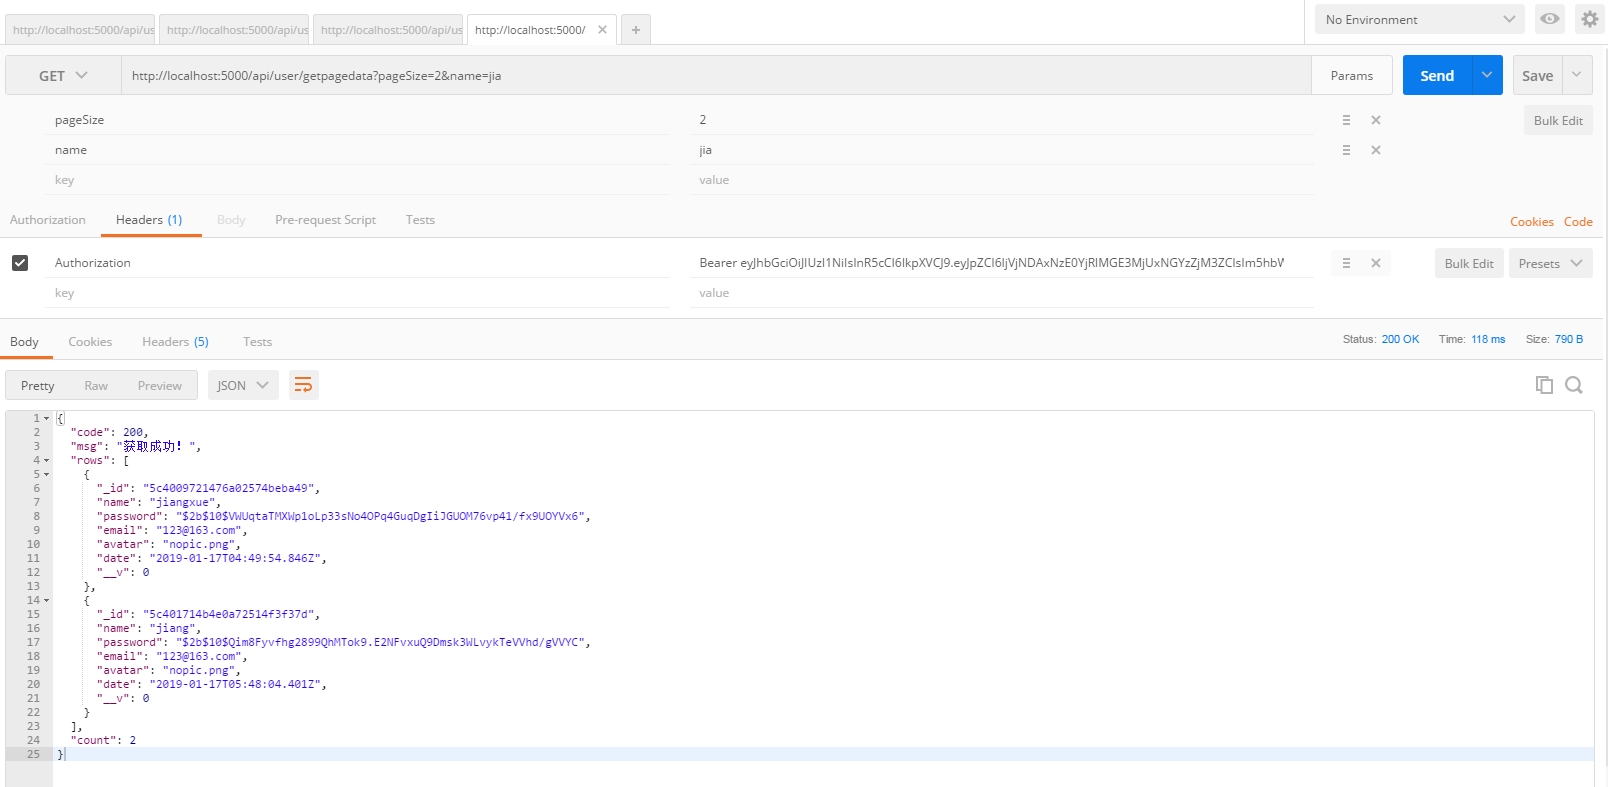 http://localhost:5000/api/us http://localhost:5000/api/us http://localhost:5000/api/us http://localhost:5000/ No Environment
GET http://localhost:5000/api/user/getpagedata?pageSize=2&name=jia Params Send Save
pageSize 2 Bulk Edit
name jia
key value
Authorization Headers (1) Body Pre-request Script Tests Cookies Code
Authorization Bearer eyJhbGciOiJIUzI1NiIsInR5cCI6IkpXVCJ9.eyJpZCI6IjVjNDAxNzE0YjRlMGE3MjUxNGYzZjM3ZCIsIm5hbW Bulk Edit Presets
key value
Body Cookies Headers (5) Tests Status: 200 OK Time: 118 ms Size: 790 B
Pretty Raw Preview JSON
1 {
2 "code": 200,
3 "msg": "获取成功！",
4 "rows": [
5 {
6 "_id": "5c4009721476a02574beba49",
7 "name": "jiangxue",
8 "password": "$2b$10$VWUqtaTMXWp1oLp33sNo4OPq4GuqDgIiJGUOM76vp41/fx9UOYVx6",
9 "email": "123@163.com",
10 "avatar": "nopic.png",
11 "date": "2019-01-17T04:49:54.846Z",
12 "__v": 0
13 },
14 {
15 "_id": "5c401714b4e0a72514f3f37d",
16 "name": "jiang",
17 "password": "$2b$10$Qim8Fyvfhg2899QhMTok9.E2NFvxuQ9Dmsk3WLvykTeVVhd/gVVYC",
18 "email": "123@163.com",
19 "avatar": "nopic.png",
20 "date": "2019-01-17T05:48:04.401Z",
21 "__v": 0
22 }
23 ],
24 "count": 2
25 }